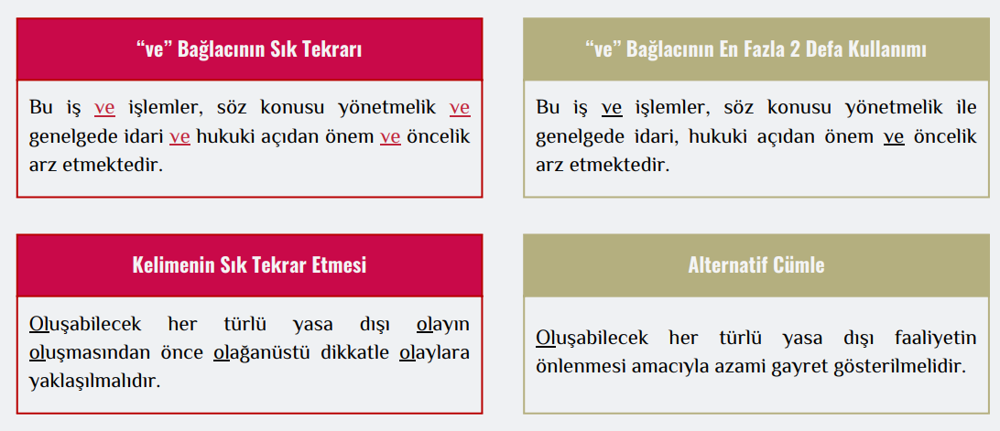 “ve” Bağlacının Sık Tekrarı
Bu iş ve işlemler, söz konusu yönetmelik ve
genelgede idari ve hukuki açıdan önem ve öncelik
arz etmektedir.
“ve” Bağlacının En Fazla 2 Defa Kullanımı
Bu iş ve işlemler, söz konusu yönetmelik ile
genelgede idari, hukuki açıdan önem ve öncelik
arz etmektedir.
Kelimenin Sık Tekrar Etmesi
Oluşabilecek her türlü yasa dışı olayın
oluşmasından önce olağanüstü dikkatle olaylara
yaklaşılmalıdır.
Alternatif Cümle
Oluşabilecek her türlü yasa dışı faaliyetin
önlenmesi amacıyla azami gayret gösterilmelidir.